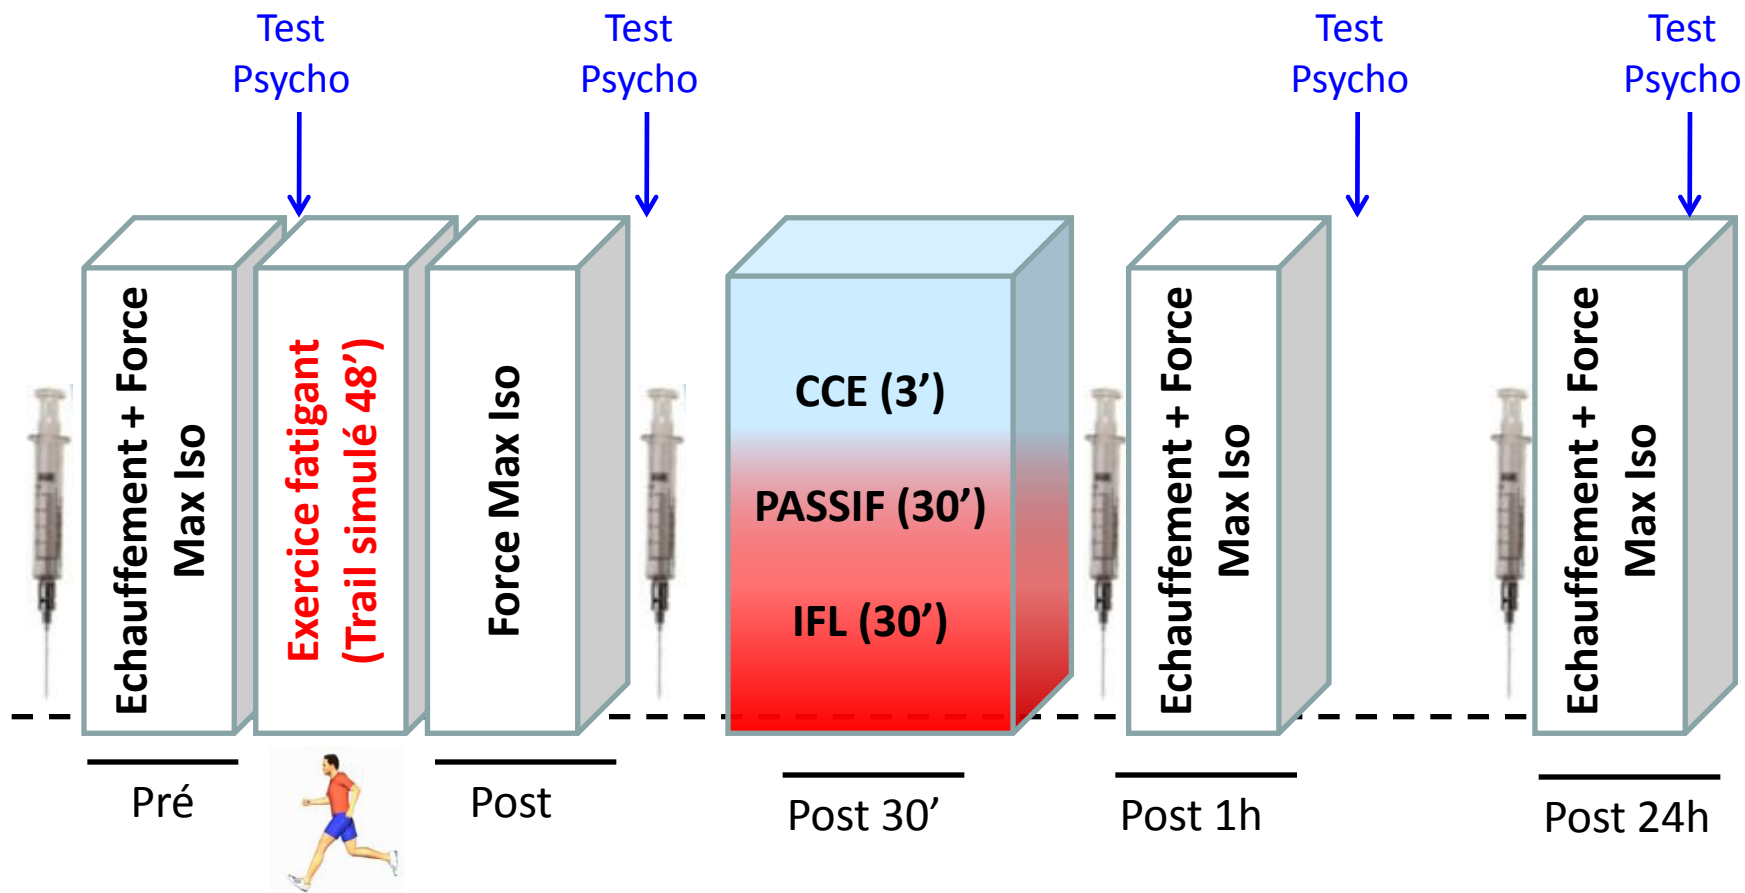 Test
Psycho
Test
Psycho
Test
Psycho
Test
Psycho
Echauffement + Force
Max Iso
Exercice fatigant
(Trail simulé 48’)
Force Max Iso
CCE (3’)
PASSIF (30’)
IFL (30’)
Echauffement + Force
Max Iso
Echauffement + Force
Max Iso
Pré
Post
Post 30’
Post 1h
Post 24h